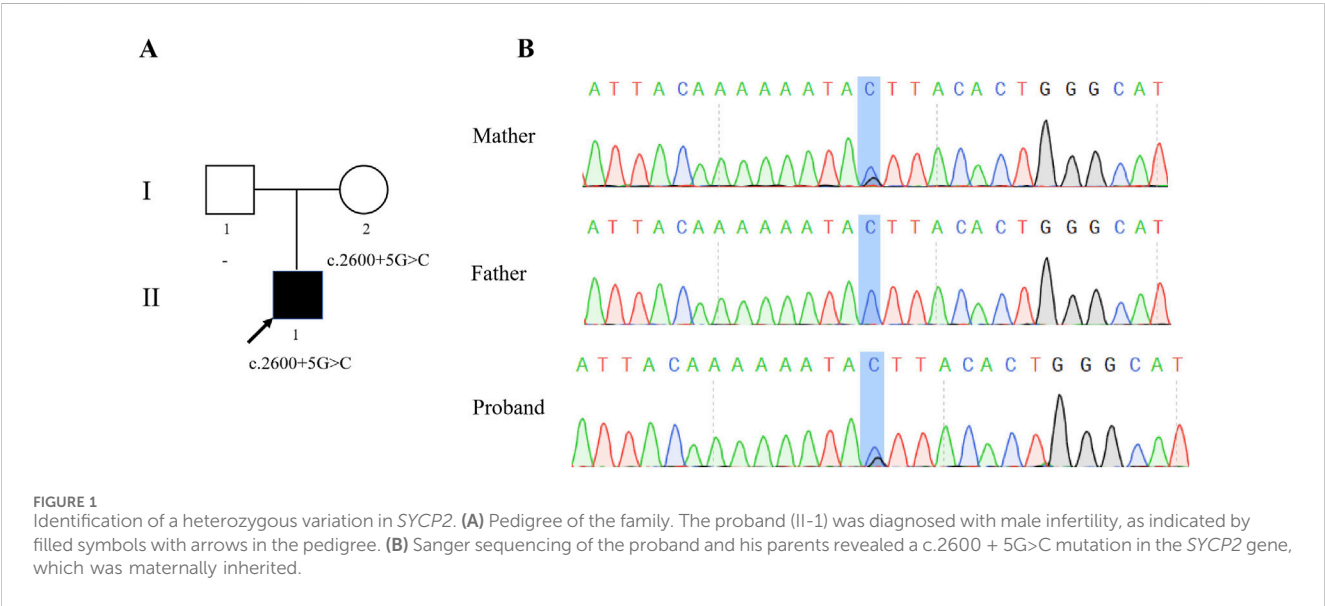 A
B
I
1
2
-
c.2600+5G>C
II
1
c.2600+5G>C
A T T A C A A A A A T A C T T A C A C T G G G C A T
Mather
A T T A C A A A A A T A C T T A C A C T G G G C A T
Father
A T T A C A A A A A T A C T T A C A C T G G G C A T
Proband
FIGURE 1
Identification of a heterozygous variation in SYCP2. (A) Pedigree of the family. The proband (II-1) was diagnosed with male infertility, as indicated by
filled symbols with arrows in the pedigree. (B) Sanger sequencing of the proband and his parents revealed a c.2600 + 5G>C mutation in the SYCP2 gene,
which was maternally inherited.